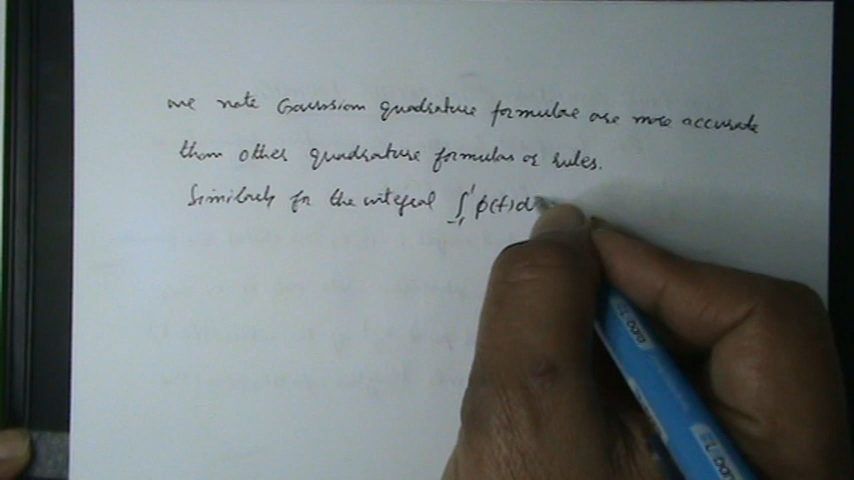 we note Gaussian quadrature formulae are more accurate
than other quadrature formulas or rules.
Similarly for the integral ∫₋₁¹ φ(t)d